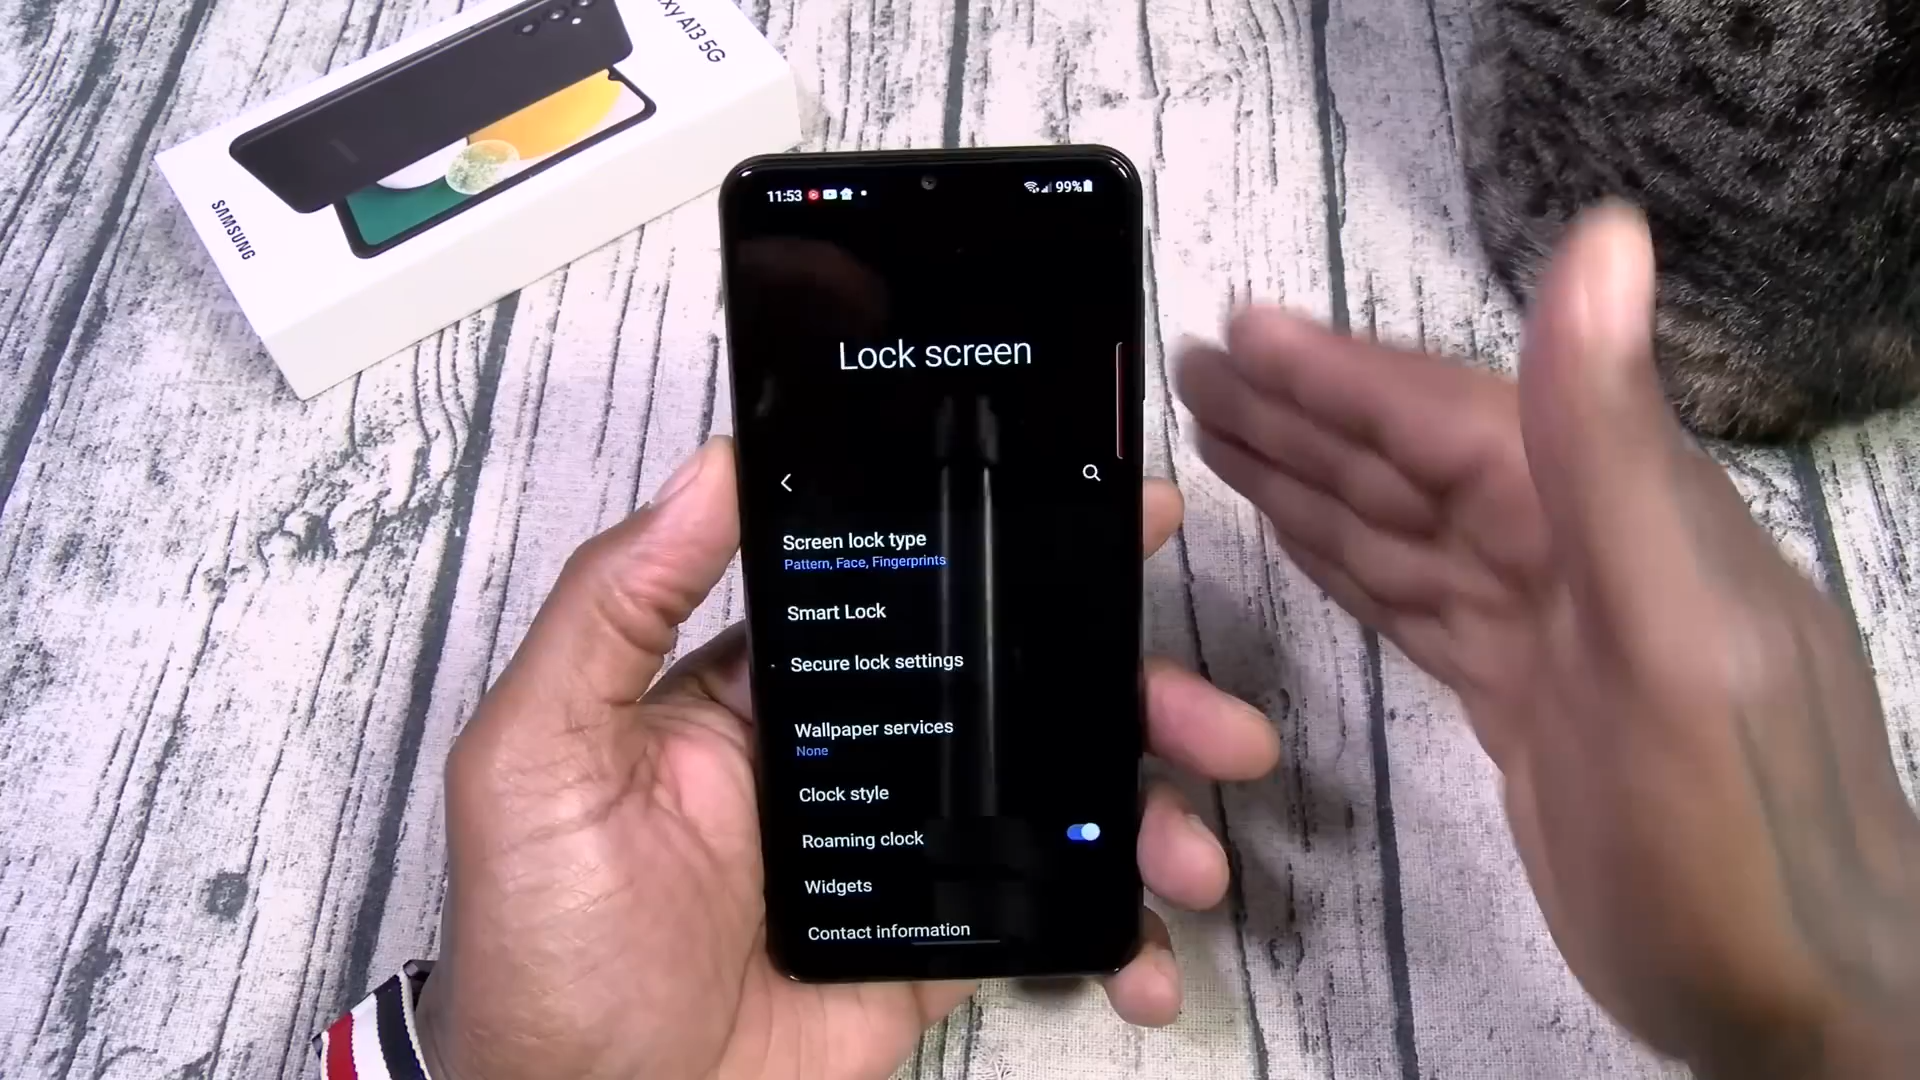 A13 5G
SAMSUNG
11:53
99%
Lock screen
Screen lock type
Pattern, Face, Fingerprints
Smart Lock
Secure lock settings
Wallpaper services
None
Clock style
Roaming clock
Widgets
Contact information